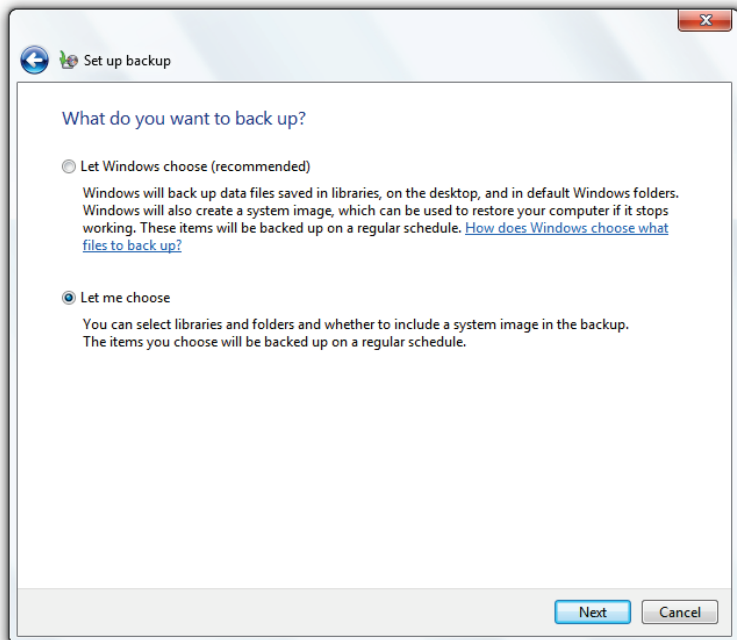 Set up backup
What do you want to back up?
Let Windows choose (recommended)
Windows will back up data files saved in libraries, on the desktop, and in default Windows folders.
Windows will also create a system image, which can be used to restore your computer if it stops
working. These items will be backed up on a regular schedule. How does Windows choose what
files to back up?
Let me choose
You can select libraries and folders and whether to include a system image in the backup.
The items you choose will be backed up on a regular schedule.
Next Cancel